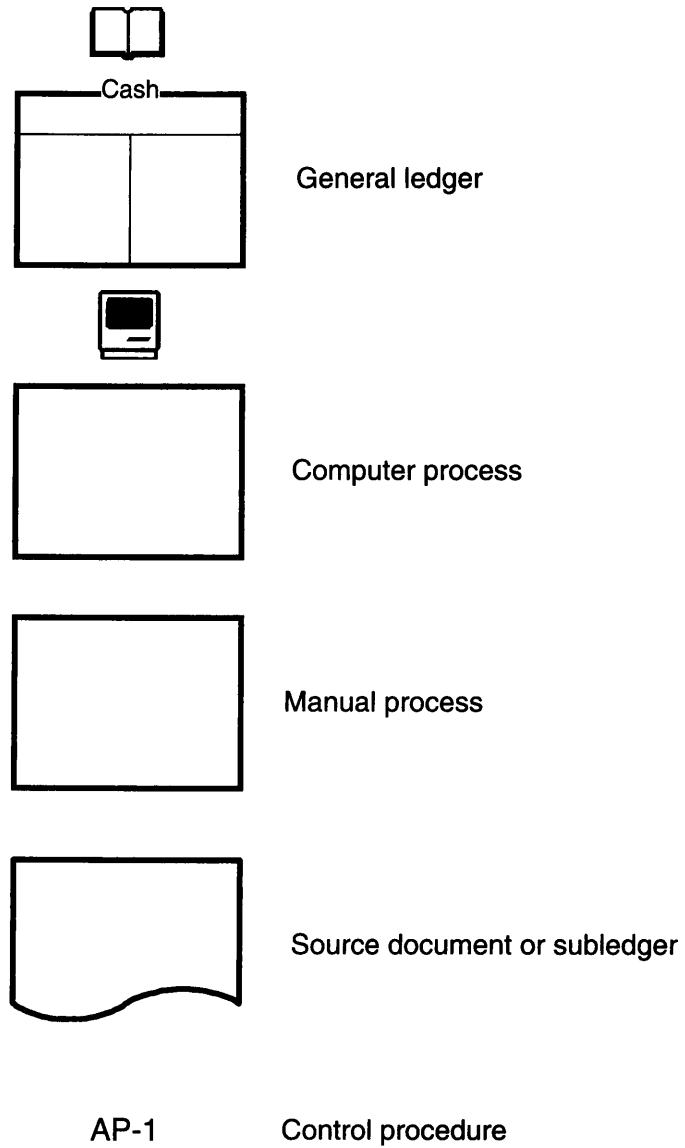 Cash
General ledger
Computer process
Manual process
Source document or subledger
AP-1 Control procedure